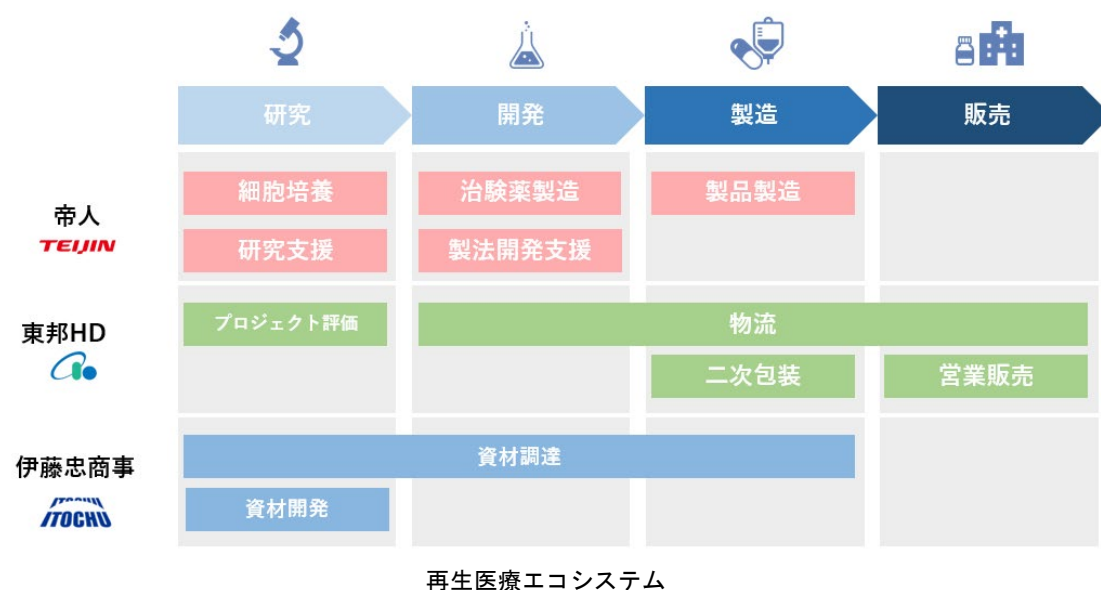 研究
開発
製造
販売
帝人
TEIJIN
細胞培養
治験薬製造
製品製造
研究支援
製法開発支援
東邦HD
プロジェクト評価
物流
二次包装
営業販売
伊藤忠商事
ITOCHU
資材調達
資材開発
再生医療エコシステム